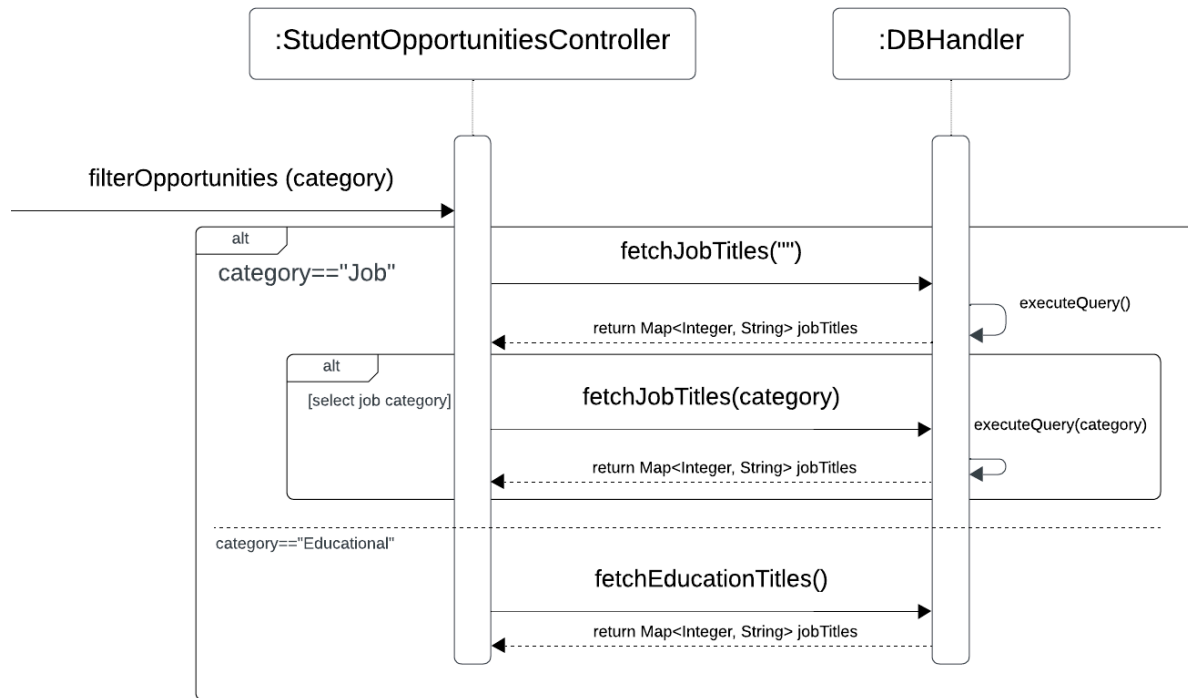 :StudentOpportunitiesController
:DBHandler
filterOpportunities (category)
alt
category=="Job"
fetchJobTitles("")
executeQuery()
return Map<Integer, String> jobTitles
alt
[select job category]
fetchJobTitles(category)
executeQuery(category)
return Map<Integer, String> jobTitles
category=="Educational"
fetchEducationTitles()
return Map<Integer, String> jobTitles